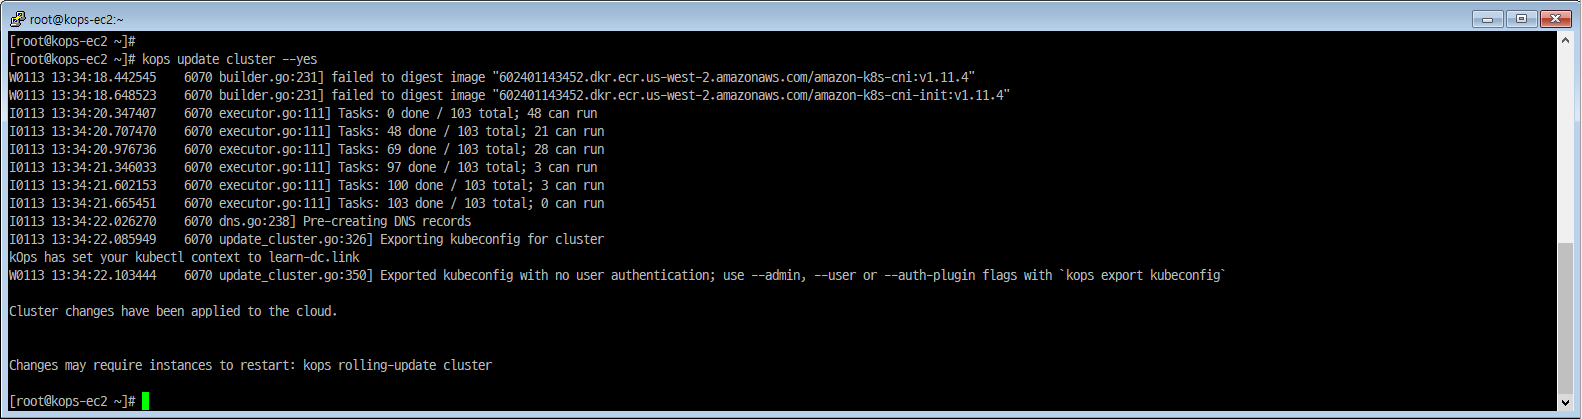 root@kops-ec2:~
[root@kops-ec2 ~]#
[root@kops-ec2 ~]# kops update cluster --yes
W0113 13:34:18.442545    6070 builder.go:231] failed to digest image "602401143452.dkr.ecr.us-west-2.amazonaws.com/amazon-k8s-cni:v1.11.4"
W0113 13:34:18.648523    6070 builder.go:231] failed to digest image "602401143452.dkr.ecr.us-west-2.amazonaws.com/amazon-k8s-cni-init:v1.11.4"
I0113 13:34:20.347407    6070 executor.go:111] Tasks: 0 done / 103 total; 48 can run
I0113 13:34:20.707470    6070 executor.go:111] Tasks: 48 done / 103 total; 21 can run
I0113 13:34:20.976736    6070 executor.go:111] Tasks: 69 done / 103 total; 28 can run
I0113 13:34:21.346033    6070 executor.go:111] Tasks: 97 done / 103 total; 3 can run
I0113 13:34:21.602153    6070 executor.go:111] Tasks: 100 done / 103 total; 3 can run
I0113 13:34:21.665451    6070 executor.go:111] Tasks: 103 done / 103 total; 0 can run
I0113 13:34:22.026270    6070 dns.go:238] Pre-creating DNS records
I0113 13:34:22.085949    6070 update_cluster.go:326] Exporting kubeconfig for cluster
kOps has set your kubectl context to learn-dc.link
W0113 13:34:22.103444    6070 update_cluster.go:350] Exported kubeconfig with no user authentication; use --admin, --user or --auth-plugin flags with `kops export kubeconfig`
Cluster changes have been applied to the cloud.
Changes may require instances to restart: kops rolling-update cluster
[root@kops-ec2 ~]#